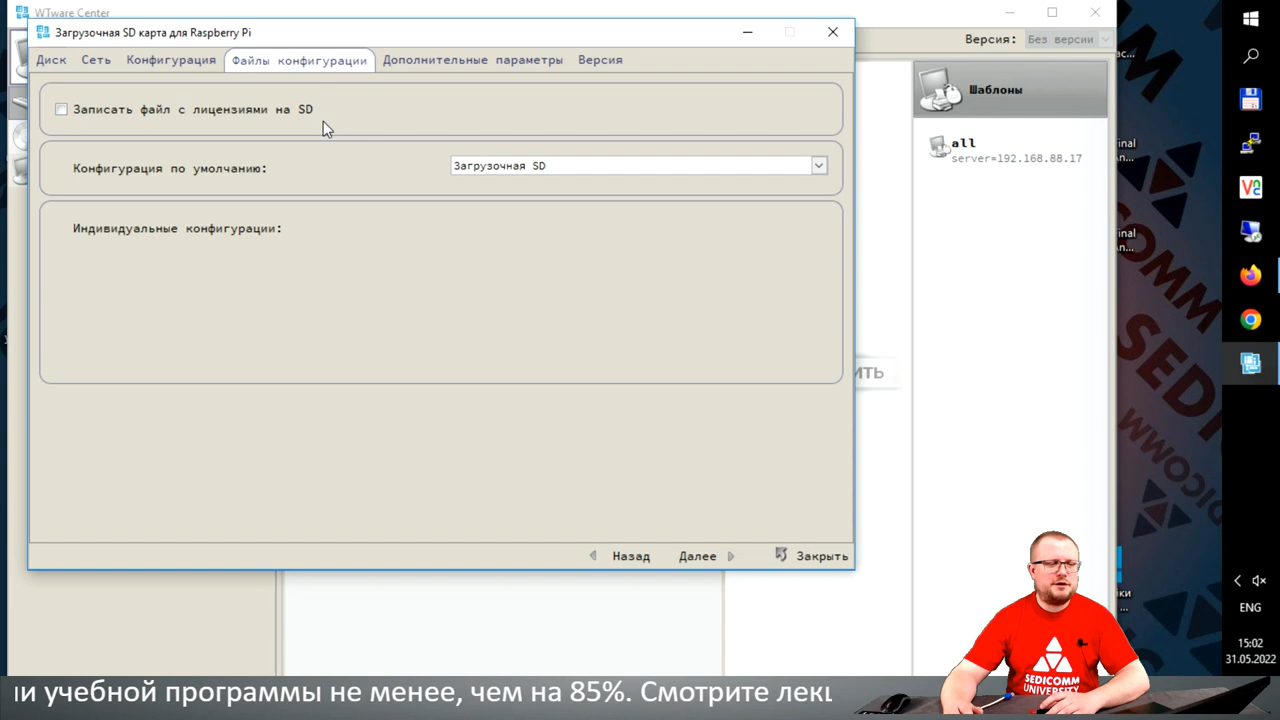 WTware Center
Загрузочная SD карта для Raspberry Pi
Версия: Без версии
Диск Сеть Конфигурация Файлы конфигурации Дополнительные параметры Версия
Записать файл с лицензиями на SD
Конфигурация по умолчанию: Загрузочная SD
Индивидуальные конфигурации:
Назад Далее Закрыть
Шаблоны
all
server=192.168.88.17
ИТЬ
SEDICOMM
SEDICOMM
UNIVERSITY
ENG
15:02
31.05.2022
ии учебной программы не менее, чем на 85%. Смотрите лекц